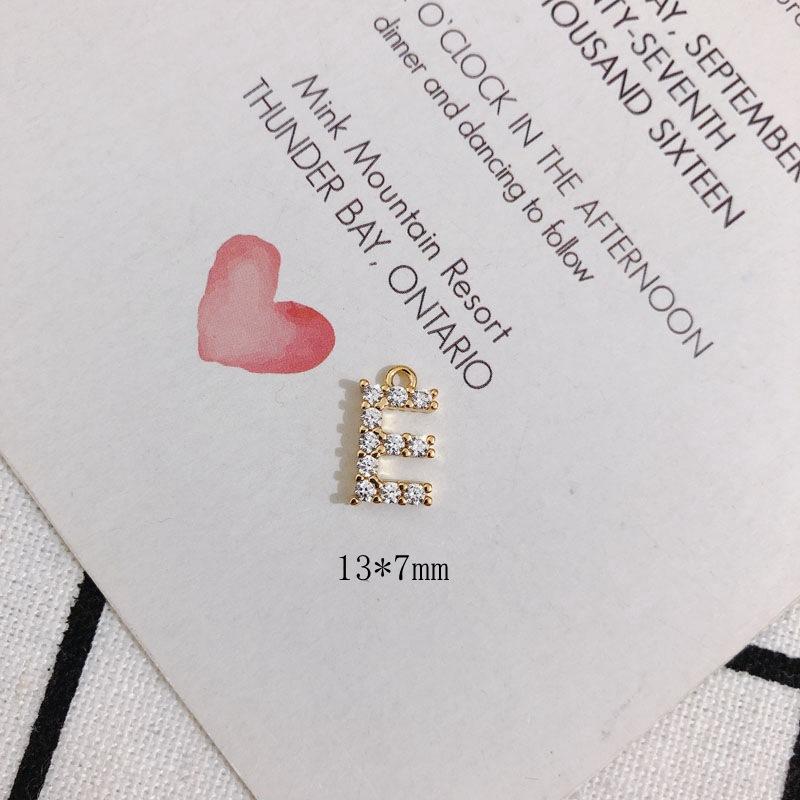 AY, SEPTEMBER
TY-SEVENTH
HOUSAND SIXTEEN
O'CLOCK IN THE AFTERNOON
dinner and dancing to follow
Mink Mountain Resort
THUNDER BAY, ONTARIO
E
13*7mm